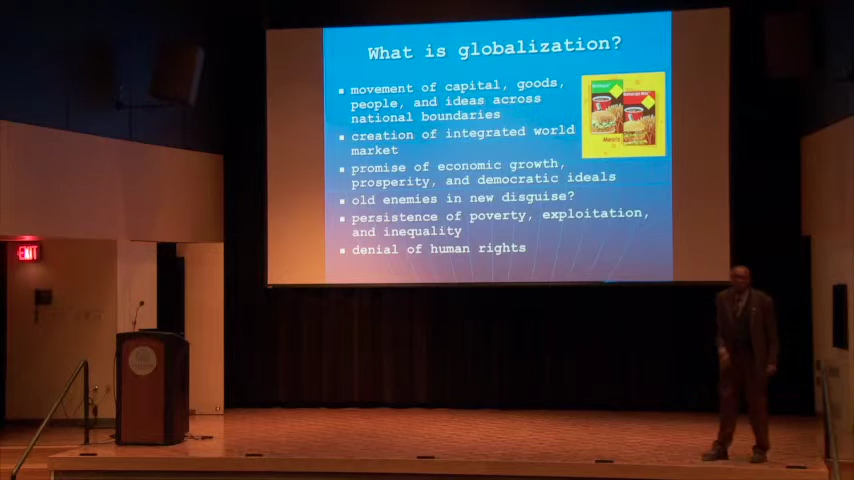 What is globalization?
movement of capital, goods,
people, and ideas across
national boundaries
creation of integrated world
market
promise of economic growth,
prosperity, and democratic ideals
old enemies in new disguise?
persistence of poverty, exploitation,
and inequality
denial of human rights
EXIT